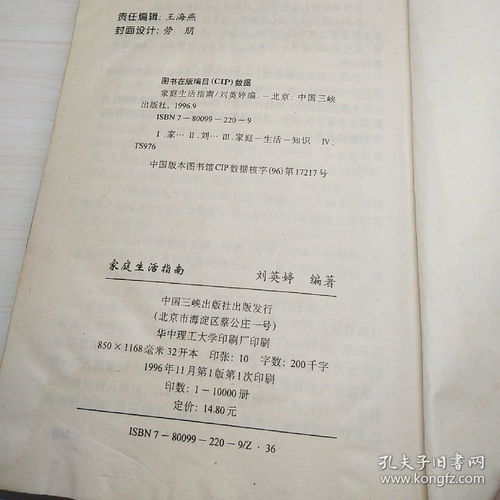 责任编辑：王海燕
封面设计：旁 朋
图书在版编目(CIP)数据
家庭生活指南/刘英婷编．－北京：中国三峡
出版社，1996.9
ISBN 7－80099－220－9
Ⅰ.家… Ⅱ.刘… Ⅲ.家庭－生活－知识 Ⅳ.
TS976
中国版本图书馆CIP数据核字(96)第17217号
家庭生活指南 刘英婷 编著
中国三峡出版社出版发行
(北京市海淀区蔡公庄一号)
华中理工大学印刷厂印刷
850×1168毫米32开本 印张：10 字数：200千字
1996年11月第1版第1次印刷
印数：1－10000册
定价：14.80元
ISBN 7－80099－220－9/Z·36
孔夫子旧书网
www.kongfz.com